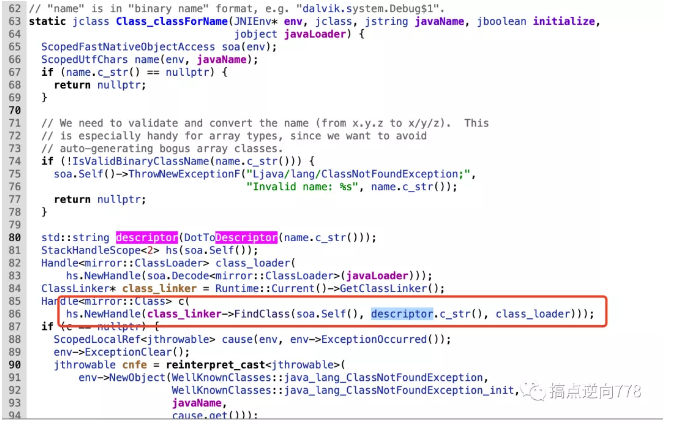 62 // "name" is in "binary name" format, e.g. "dalvik.system.Debug$1".
63 static jclass Class_classForName(JNIEnv* env, jclass, jstring javaName, jboolean initialize,
64                                  jobject javaLoader) {
65   ScopedFastNativeObjectAccess soa(env);
66   ScopedUtfChars name(env, javaName);
67   if (name.c_str() == nullptr) {
68     return nullptr;
69   }
70
71   // We need to validate and convert the name (from x.y.z to x/y/z).  This
72   // is especially handy for array types, since we want to avoid
73   // auto-generating bogus array classes.
74   if (!IsValidBinaryClassName(name.c_str())) {
75     soa.Self()->ThrowNewExceptionF("Ljava/lang/ClassNotFoundException;",
76                                    "Invalid name: %s", name.c_str());
77     return nullptr;
78   }
79
80   std::string descriptor(DotToDescriptor(name.c_str()));
81   StackHandleScope<2> hs(soa.Self());
82   Handle<mirror::ClassLoader> class_loader(
83       hs.NewHandle(soa.Decode<mirror::ClassLoader>(javaLoader)));
84   ClassLinker* class_linker = Runtime::Current()->GetClassLinker();
85   Handle<mirror::Class> c(
86       hs.NewHandle(class_linker->FindClass(soa.Self(), descriptor.c_str(), class_loader)));
87   if (c == nullptr) {
88     ScopedLocalRef<jthrowable> cause(env, env->ExceptionOccurred());
89     env->ExceptionClear();
90     jthrowable cnfe = reinterpret_cast<jthrowable>(
91         env->NewObject(WellKnownClasses::java_lang_ClassNotFoundException,
92                        WellKnownClasses::java_lang_ClassNotFoundException_init,
93                        javaName,
94                        cause.get()));
搞点逆向778